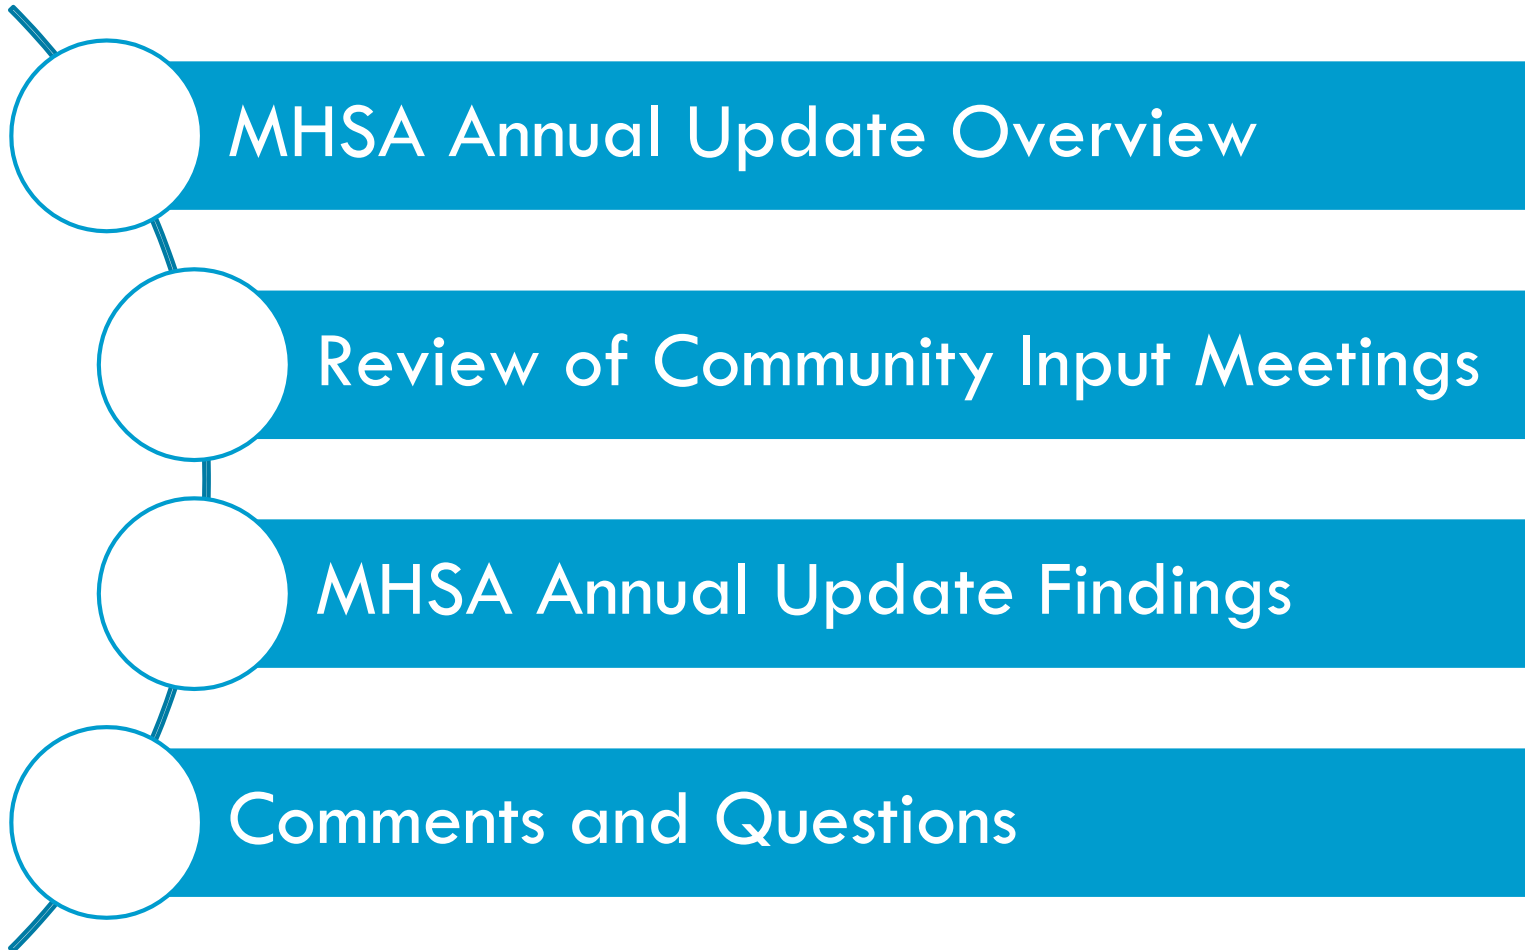 MHSA Annual Update Overview
Review of Community Input Meetings
MHSA Annual Update Findings
Comments and Questions